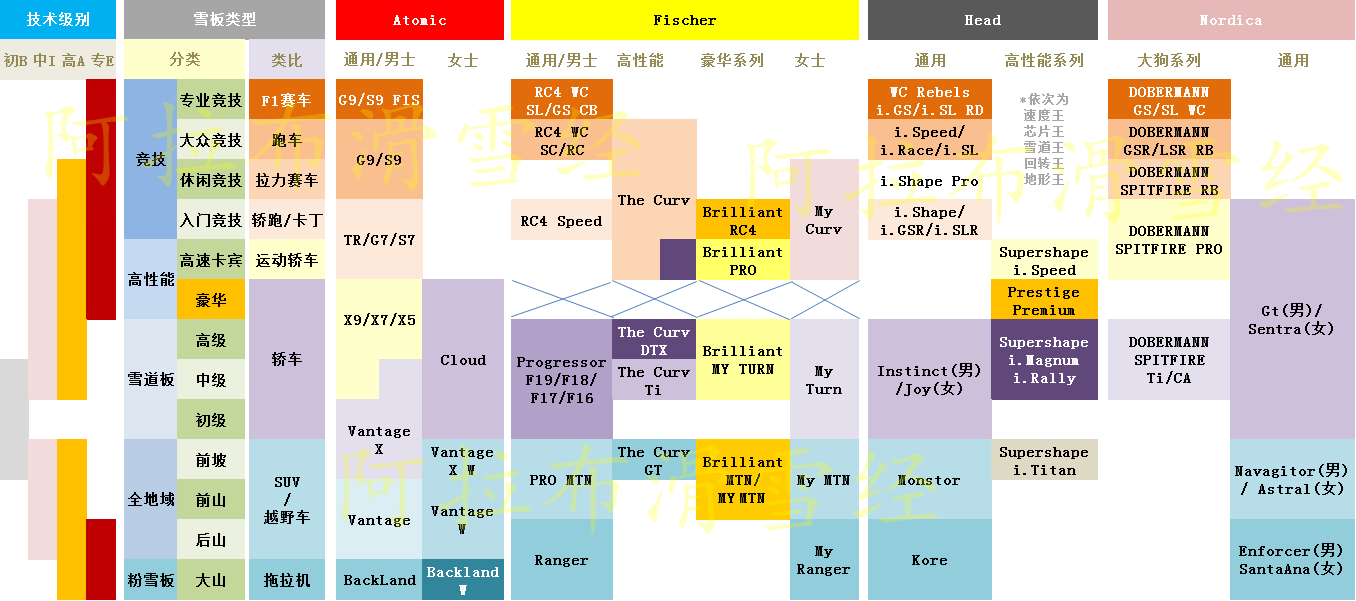 技术级别 雪板类型 Atomic Fischer Head Nordica
初B 中I 高A 专E 分类 类比 通用/男士 女士 通用/男士 高性能 豪华系列 女士 通用 高性能系列 大狗系列 通用
竞技
专业竞技
大众竞技
休闲竞技
入门竞技
高性能
高速卡宾
豪华
雪道板
高级
中级
初级
全地域
前坡
前山
后山
粉雪板
大山
F1赛车
跑车
拉力赛车
轿跑/卡丁
运动轿车
轿车
SUV
/
越野车
拖拉机
G9/S9 FIS
G9/S9
TR/G7/S7
X9/X7/X5
Vantage
X
Vantage
BackLand
Cloud
Vantage
X W
Vantage
W
Backland
W
RC4 WC
SL/GS CB
RC4 WC
SC/RC
RC4 Speed
Progressor
F19/F18/
F17/F16
PRO MTN
Ranger
The Curv
The Curv
DTX
The Curv
Ti
The Curv
GT
Brilliant
RC4
Brilliant
PRO
Brilliant
MY TURN
Brilliant
MTN/
MY MTN
My
Curv
My
Turn
My MTN
My
Ranger
WC Rebels
i.GS/i.SL RD
i.Speed/
i.Race/i.SL
i.Shape Pro
i.Shape/
i.GSR/i.SLR
Instinct(男)
/Joy(女)
Monstor
Kore
*依次为
速度王
芯片王
雪道王
回转王
地形王
Supershape
i.Speed
Prestige
Premium
Supershape
i.Magnum
i.Rally
Supershape
i.Titan
DOBERMANN
GS/SL WC
DOBERMANN
GSR/LSR RB
DOBERMANN
SPITFIRE RB
DOBERMANN
SPITFIRE PRO
DOBERMANN
SPITFIRE
Ti/CA
Gt(男)/
Sentra(女)
Navagitor(男)
/ Astral(女)
Enforcer(男)
SantaAna(女)
阿拉布滑雪经
阿拉布滑雪经
阿拉布滑雪经